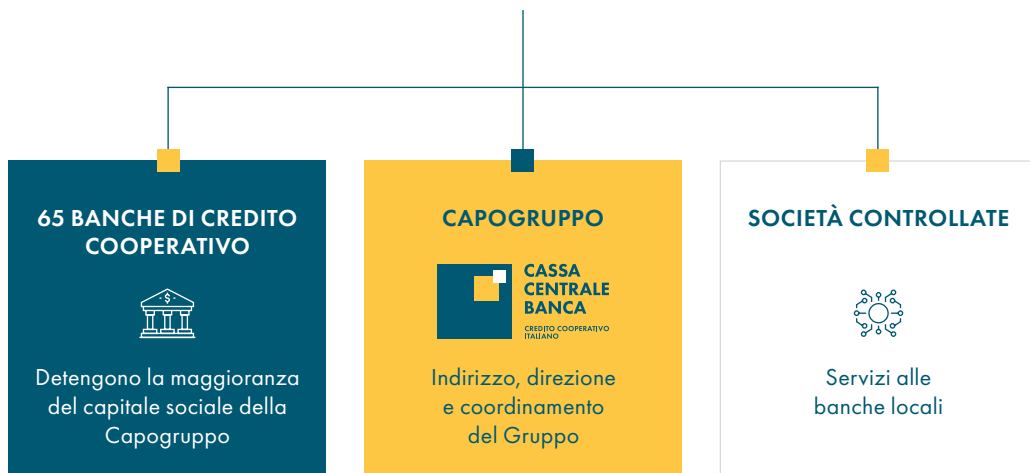 65 BANCHE DI CREDITO
COOPERATIVO
$
Detengono la maggioranza
del capitale sociale della
Capogruppo
CAPOGRUPPO
CASSA
CENTRALE
BANCA
CREDITO COOPERATIVO
ITALIANO
Indirizzo, direzione
e coordinamento
del Gruppo
SOCIETÀ CONTROLLATE
Servizi alle
banche locali